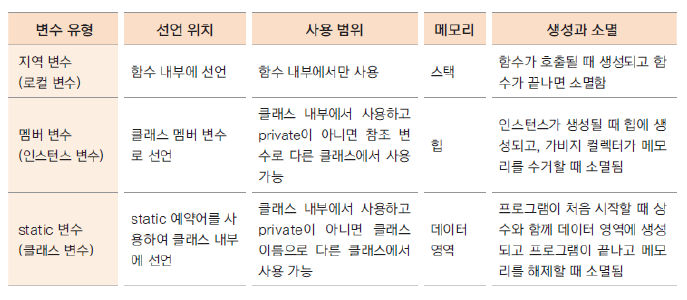 변수 유형
선언 위치
사용 범위
메모리
생성과 소멸
지역 변수
(로컬 변수)
함수 내부에 선언
함수 내부에서만 사용
스택
함수가 호출될 때 생성되고 함
수가 끝나면 소멸함
멤버 변수
(인스턴스 변수)
클래스 멤버 변수
로 선언
클래스 내부에서 사용하고
private이 아니면 참조 변
수로 다른 클래스에서 사용
가능
힙
인스턴스가 생성될 때 힙에 생
성되고, 가비지 컬렉터가 메모
리를 수거할 때 소멸됨
static 변수
(클래스 변수)
static 예약어를 사
용하여 클래스 내부
에 선언
클래스 내부에서 사용하고
private이 아니면 클래스
이름으로 다른 클래스에서
사용 가능
데이터
영역
프로그램이 처음 시작할 때 상
수와 함께 데이터 영역에 생성
되고 프로그램이 끝나고 메모
리를 해제할 때 소멸됨